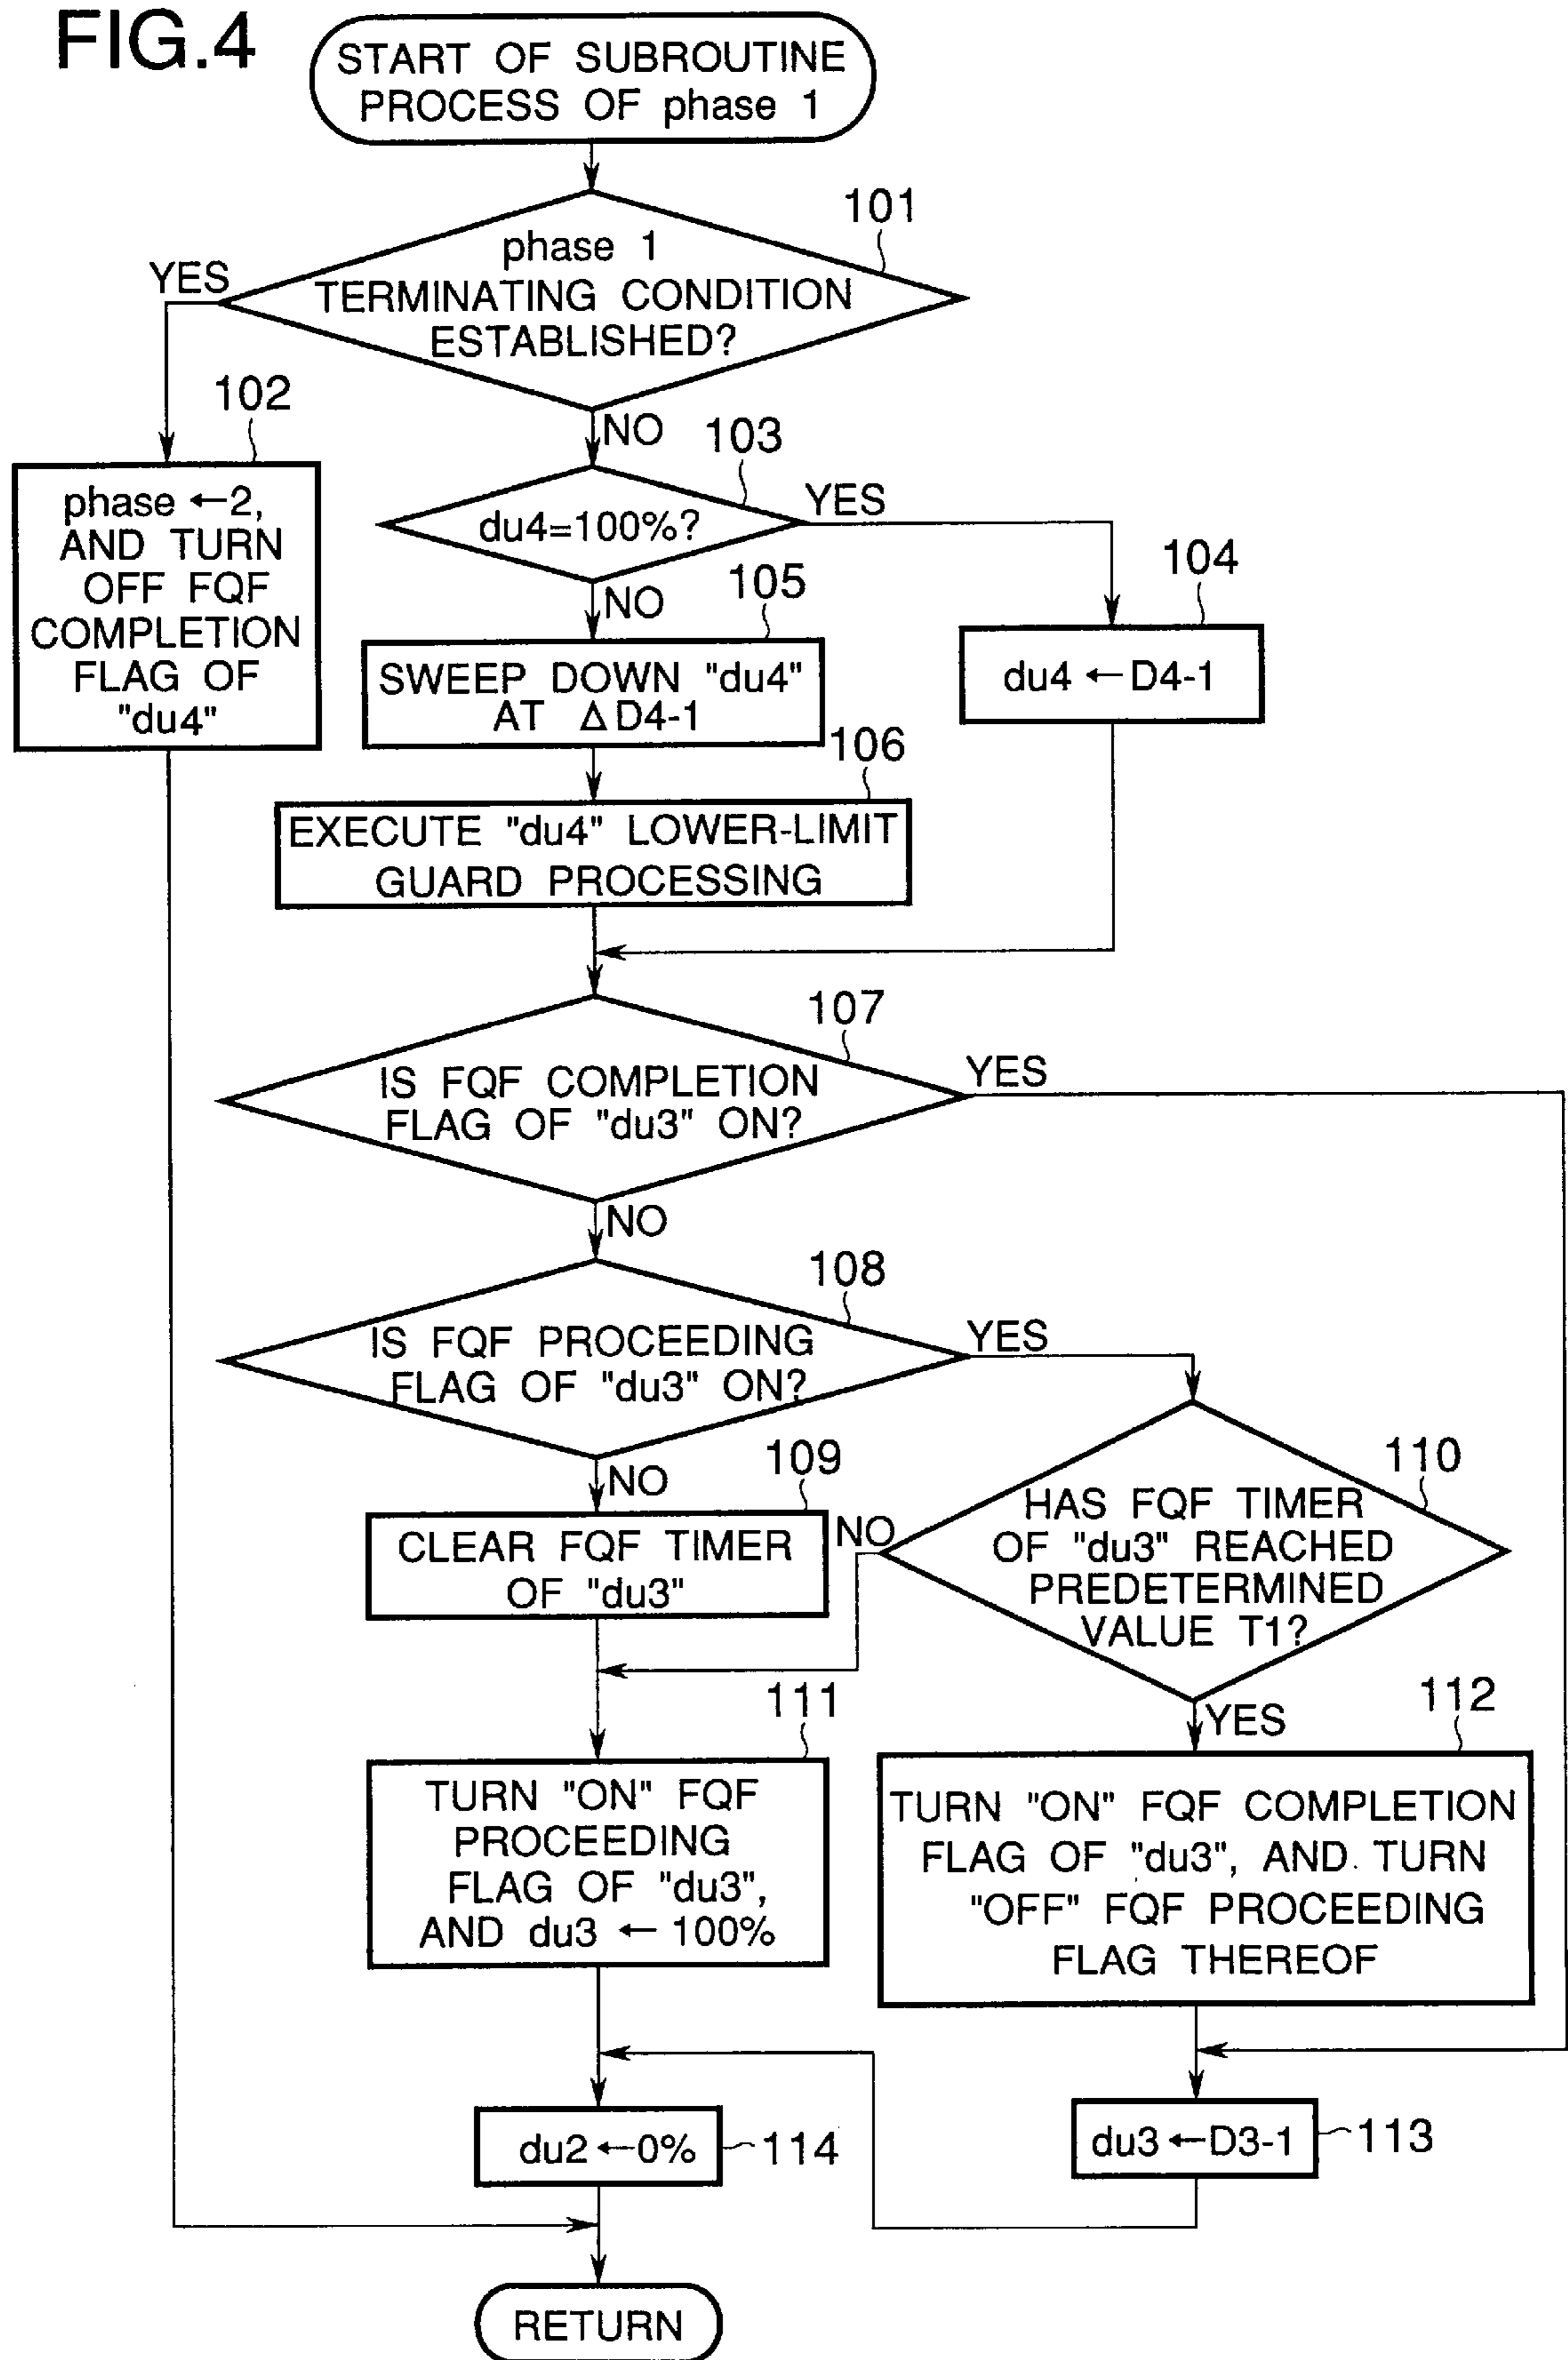 FIG.4
START OF SUBROUTINE
PROCESS OF phase 1
101
phase 1
TERMINATING CONDITION
ESTABLISHED?
YES
NO
102
phase ←2,
AND TURN
OFF FQF
COMPLETION
FLAG OF
"du4"
103
du4=100%?
YES
NO
104
du4 ← D4-1
105
SWEEP DOWN "du4"
AT ΔD4-1
106
EXECUTE "du4" LOWER-LIMIT
GUARD PROCESSING
107
IS FQF COMPLETION
FLAG OF "du3" ON?
YES
NO
108
IS FQF PROCEEDING
FLAG OF "du3" ON?
YES
NO
109
CLEAR FQF TIMER
OF "du3"
110
HAS FQF TIMER
OF "du3" REACHED
PREDETERMINED
VALUE T1?
NO
YES
111
TURN "ON" FQF
PROCEEDING
FLAG OF "du3",
AND du3 ← 100%
112
TURN "ON" FQF COMPLETION
FLAG OF "du3", AND. TURN
"OFF" FQF PROCEEDING
FLAG THEREOF
du2 ←0%
114
du3 ←D3-1
113
RETURN